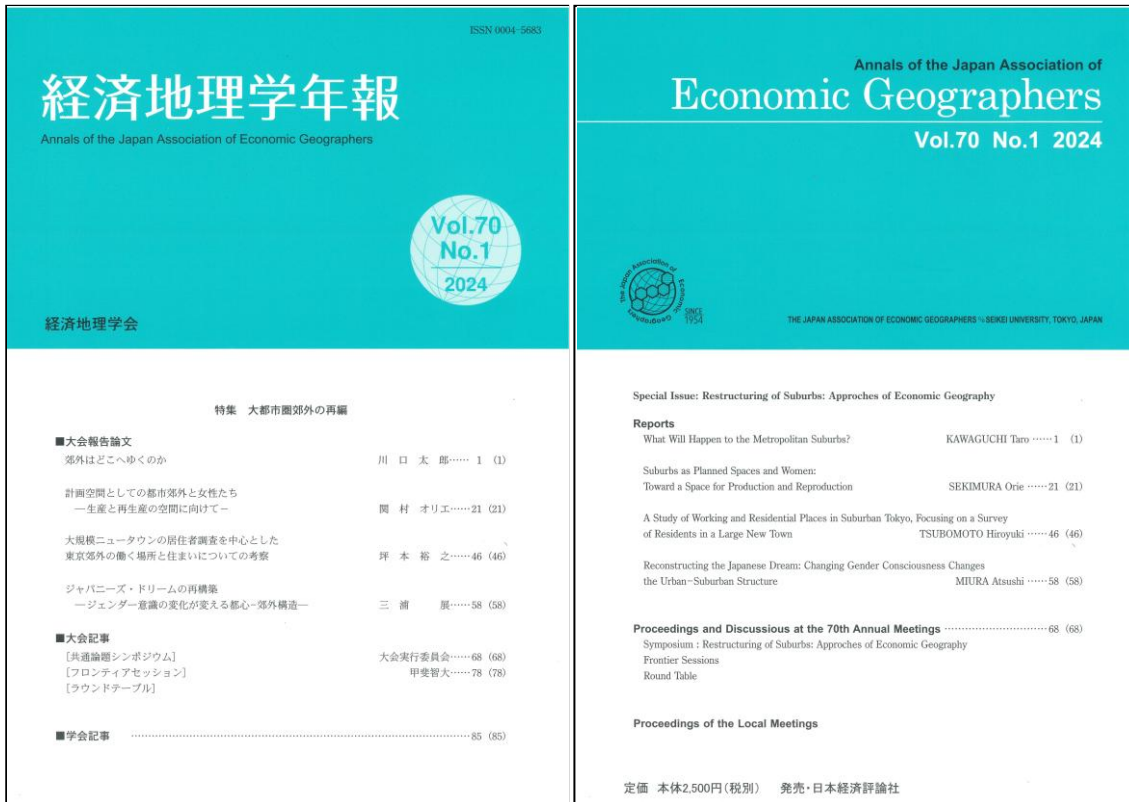 ISSN 0004-5683
経済地理学年報
Annals of the Japan Association of Economic Geographers
Vol.70
No.1
2024
経済地理学会
特集 大都市圏郊外の再編
■大会報告論文
郊外はどこへゆくのか 川口太郎…… 1 (1)
計画空間としての都市郊外と女性たち
―生産と再生産の空間に向けて− 関村オリエ……21 (21)
大規模ニュータウンの居住者調査を中心とした
東京郊外の働く場所と住まいについての考察 坪本裕之……46 (46)
ジャパニーズ・ドリームの再構築
―ジェンダー意識の変化が変える都心−郊外構造― 三浦展……58 (58)
■大会記事
[共通論題シンポジウム] 大会実行委員会……68 (68)
[フロンティアセッション] 甲斐智大……78 (78)
[ラウンドテーブル]
■学会記事 ……………………………………………………85 (85)
Annals of the Japan Association of
Economic Geographers
Vol.70 No.1 2024
The Japan Association of Economic Geographers
SINCE
1954
THE JAPAN ASSOCIATION OF ECONOMIC GEOGRAPHERS c/o SEIKEI UNIVERSITY, TOKYO, JAPAN
Special Issue: Restructuring of Suburbs: Approches of Economic Geography
Reports
What Will Happen to the Metropolitan Suburbs? KAWAGUCHI Taro ……1 (1)
Suburbs as Planned Spaces and Women:
Toward a Space for Production and Reproduction SEKIMURA Orie ……21 (21)
A Study of Working and Residential Places in Suburban Tokyo, Focusing on a Survey
of Residents in a Large New Town TSUBOMOTO Hiroyuki ……46 (46)
Reconstructing the Japanese Dream: Changing Gender Consciousness Changes
the Urban−Suburban Structure MIURA Atsushi ……58 (58)
Proceedings and Discussious at the 70th Annual Meetings …………………………68 (68)
Symposium : Restructuring of Suburbs: Approches of Economic Geography
Frontier Sessions
Round Table
Proceedings of the Local Meetings
定価 本体2,500円(税別) 発売・日本経済評論社